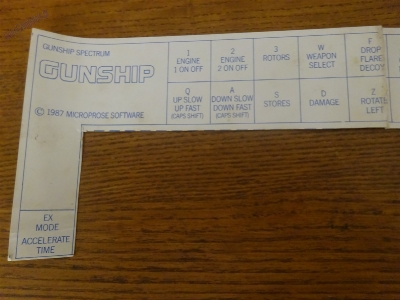 GUNSHIP SPECTRUM
GUNSHIP
© 1987 MICROPROSE SOFTWARE
1
ENGINE
1 ON OFF
2
ENGINE
2 ON OFF
3
ROTORS
W
WEAPON
SELECT
F
DROP
FLARE
DECOY
Q
UP SLOW
UP FAST
(CAPS SHIFT)
A
DOWN SLOW
DOWN FAST
(CAPS SHIFT)
S
STORES
D
DAMAGE
Z
ROTATE
LEFT
EX
MODE
ACCELERATE
TIME